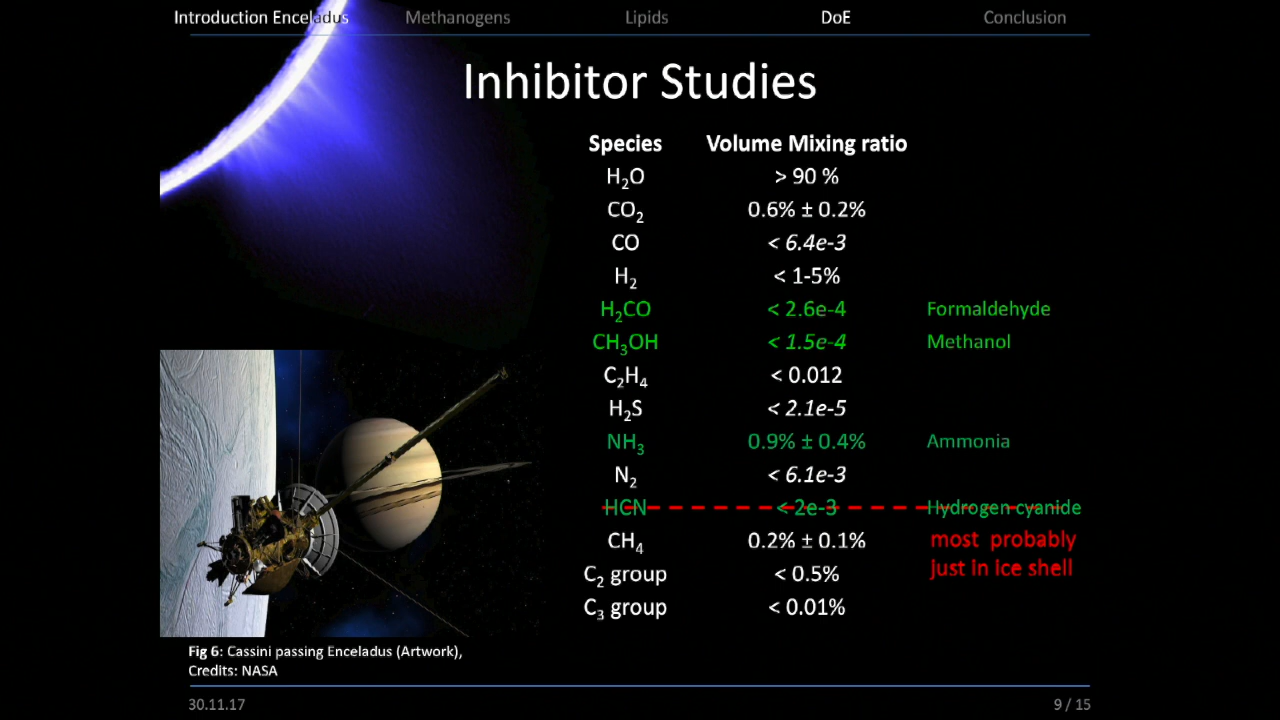 Introduction Enceladus Methanogens Lipids DoE Conclusion
Inhibitor Studies
Species Volume Mixing ratio
H₂O > 90 %
CO₂ 0.6% ± 0.2%
CO < 6.4e-3
H₂ < 1-5%
H₂CO < 2.6e-4 Formaldehyde
CH₃OH < 1.5e-4 Methanol
C₂H₄ < 0.012
H₂S < 2.1e-5
NH₃ 0.9% ± 0.4% Ammonia
N₂ < 6.1e-3
HCN < 2e-3 Hydrogen cyanide
CH₄ 0.2% ± 0.1% most probably
just in ice shell
C₂ group < 0.5%
C₃ group < 0.01%
Fig 6: Cassini passing Enceladus (Artwork),
Credits: NASA
30.11.17 9 / 15